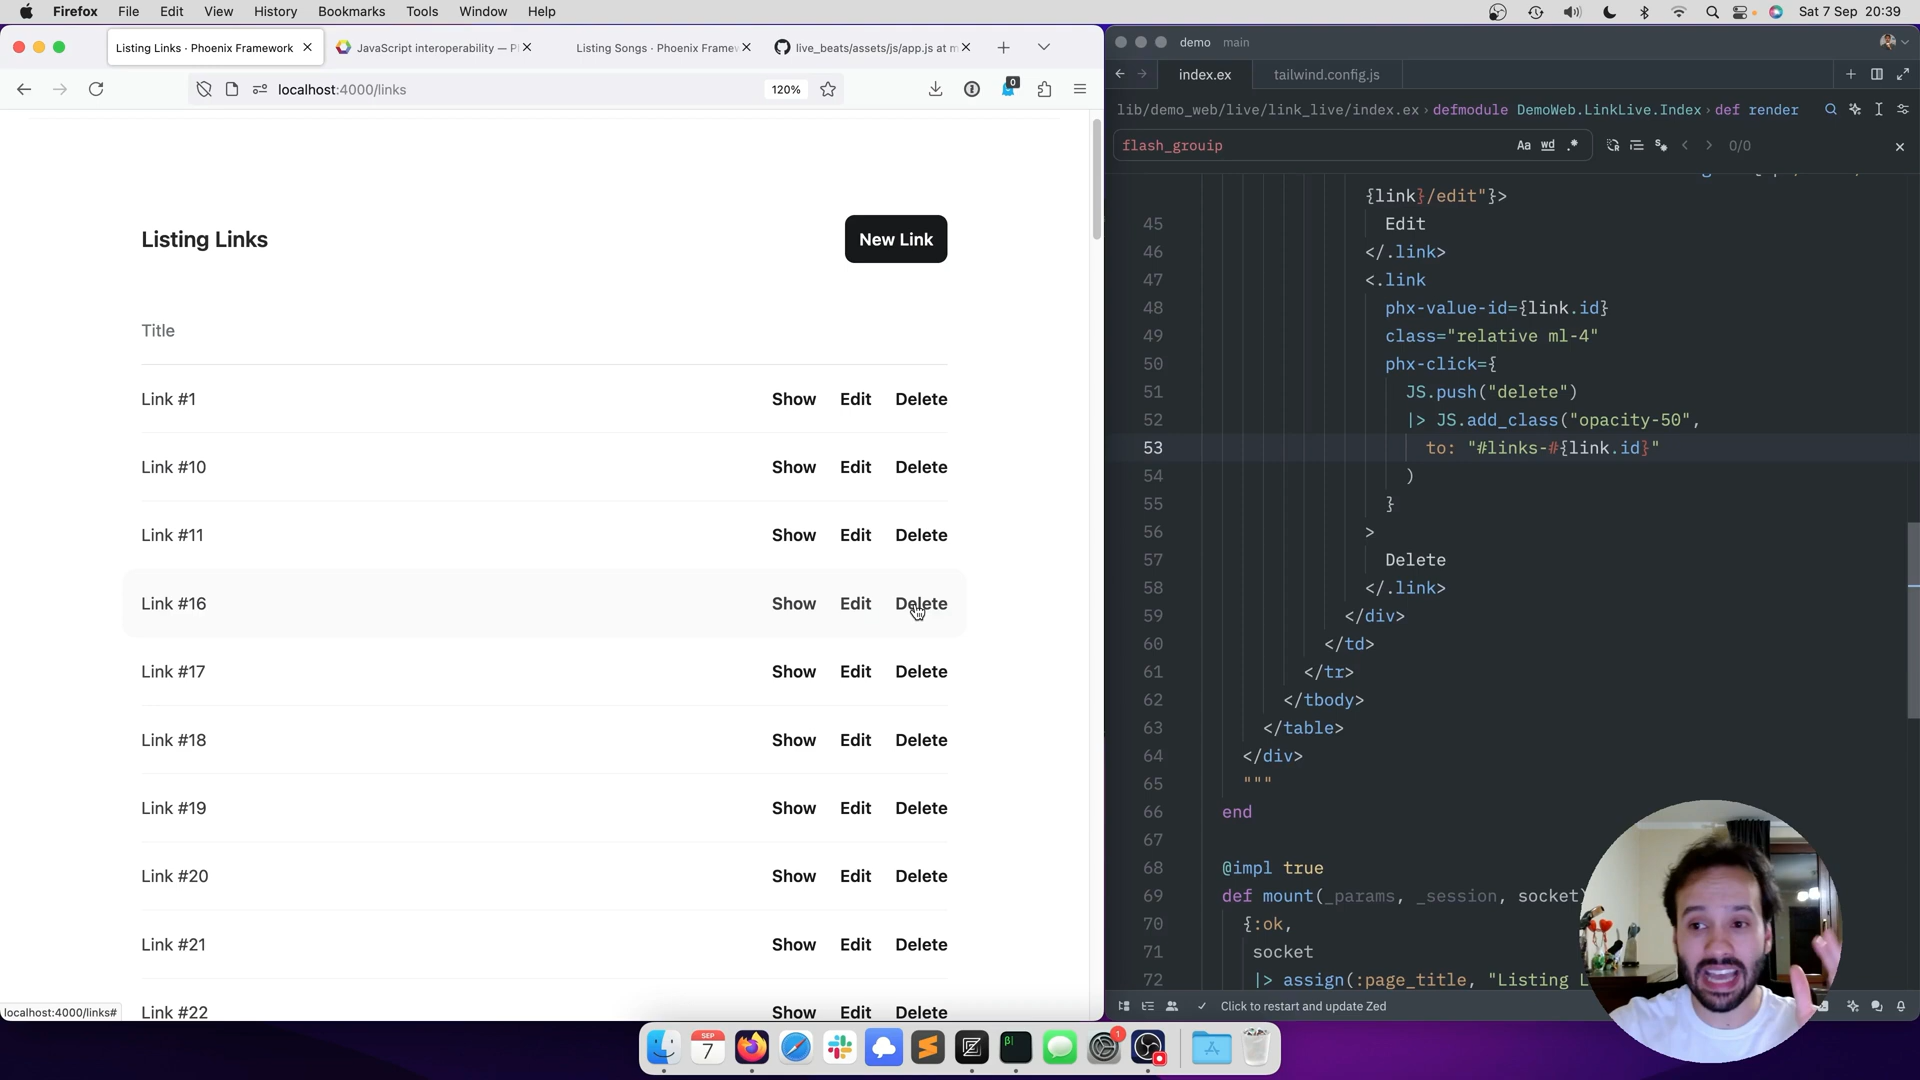 Firefox File Edit View History Bookmarks Tools Window Help
Sat 7 Sep 20:39
Listing Links · Phoenix Framework
JavaScript interoperability — P
Listing Songs · Phoenix Framew
live_beats/assets/js/app.js at m
localhost:4000/links
120%
0
Listing Links
New Link
Title
Link #1 Show Edit Delete
Link #10 Show Edit Delete
Link #11 Show Edit Delete
Link #16 Show Edit Delete
Link #17 Show Edit Delete
Link #18 Show Edit Delete
Link #19 Show Edit Delete
Link #20 Show Edit Delete
Link #21 Show Edit Delete
Link #22 Show Edit Delete
localhost:4000/links#
demo main
index.ex
tailwind.config.js
lib/demo_web/live/link_live/index.ex › defmodule DemoWeb.LinkLive.Index › def render
flash_grouip
Aa wd .* 0/0
{link}/edit"}>
45 Edit
46 </.link>
47 <.link
48 phx-value-id={link.id}
49 class="relative ml-4"
50 phx-click={
51 JS.push("delete")
52 |> JS.add_class("opacity-50",
53 to: "#links-#{link.id}"
54 )
55 }
56 >
57 Delete
58 </.link>
59 </div>
60 </td>
61 </tr>
62 </tbody>
63 </table>
64 </div>
65 """
66 end
67
68 @impl true
69 def mount(_params, _session, socket)
70 {:ok,
71 socket
72 |> assign(:page_title, "Listing L
Click to restart and update Zed
SEP
7
1